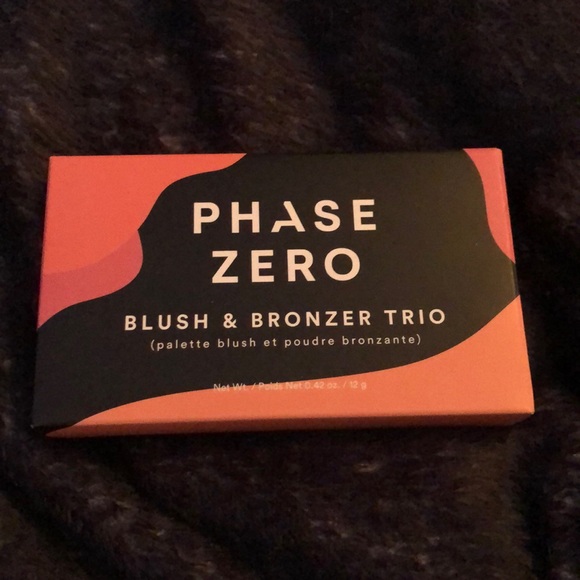 PHASE
ZERO
BLUSH & BRONZER TRIO
(palette blush et poudre bronzante)
Net Wt. / Poids Net 0.42 oz. / 12 g